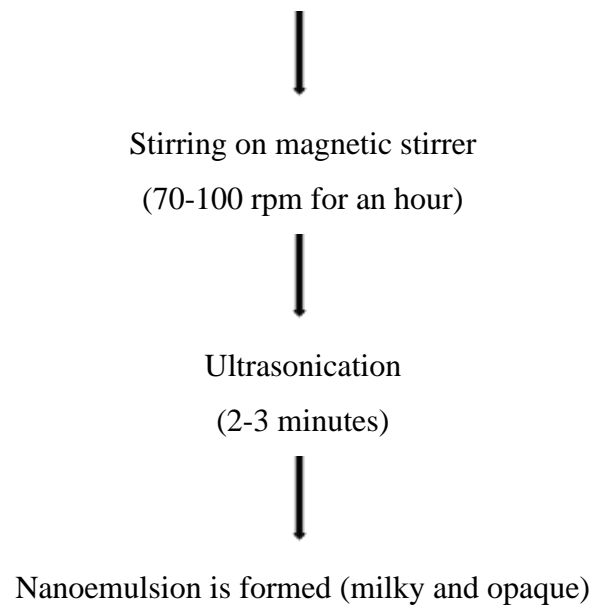 Stirring on magnetic stirrer
(70-100 rpm for an hour)
Ultrasonication
(2-3 minutes)
Nanoemulsion is formed (milky and opaque)